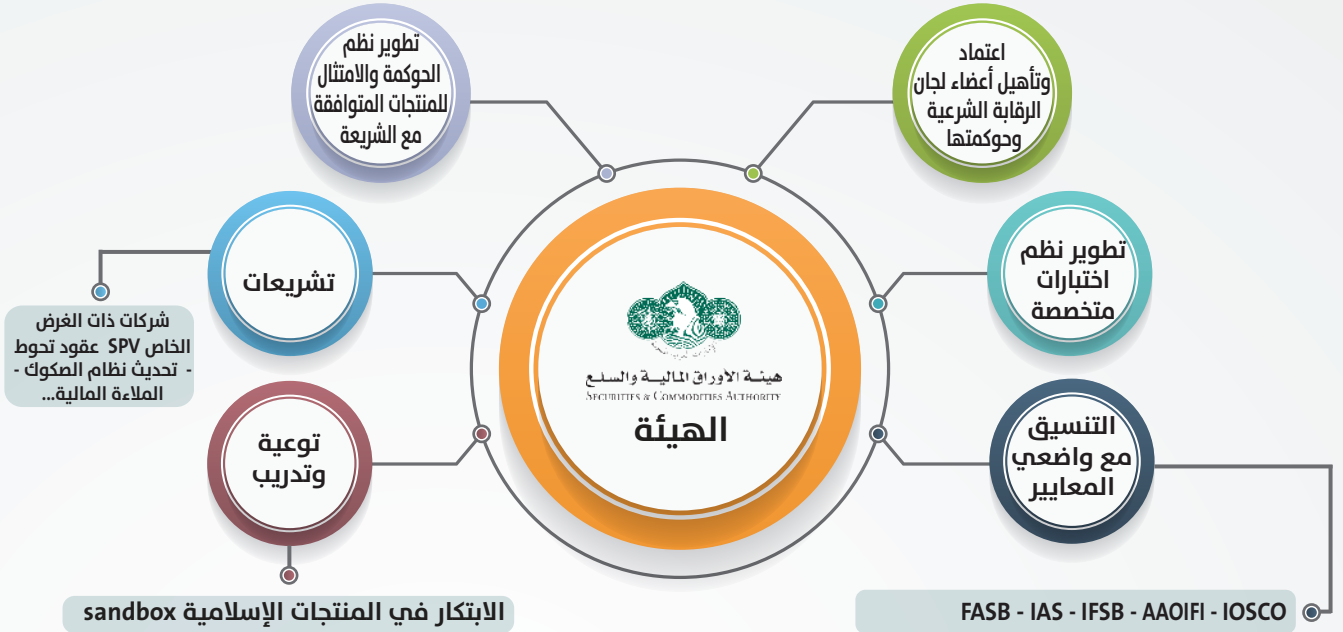 اعتماد
وتأهيل أعضاء لجان
الرقابة الشرعية
وحوكمتها
تطوير نظم
الحوكمة والامتثال
للمنتجات المتوافقة
مع الشريعة
تطوير نظم
اختبارات
متخصصة
تشريعات
شركات ذات الغرض
الخاص SPV عقود تحوط
- تحديث نظام الصكوك -
الملاءة المالية...
هيئة الأوراق المالية والسلع
SECURITIES & COMMODITIES AUTHORITY
الهيئة
التنسيق
مع واضعي
المعايير
توعية
وتدريب
FASB - IAS - IFSB - AAOIFI - IOSCO
الابتكار في المنتجات الإسلامية sandbox